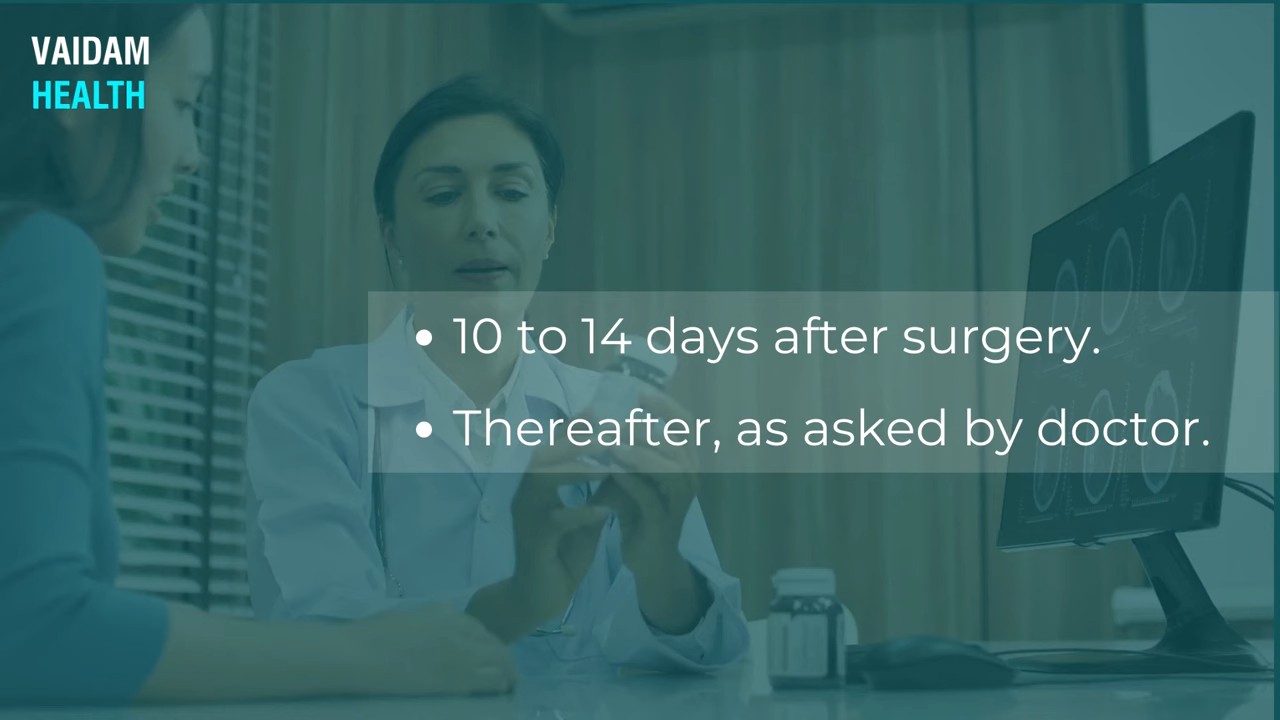 VAIDAM
HEALTH
• 10 to 14 days after surgery.
• Thereafter, as asked by doctor.